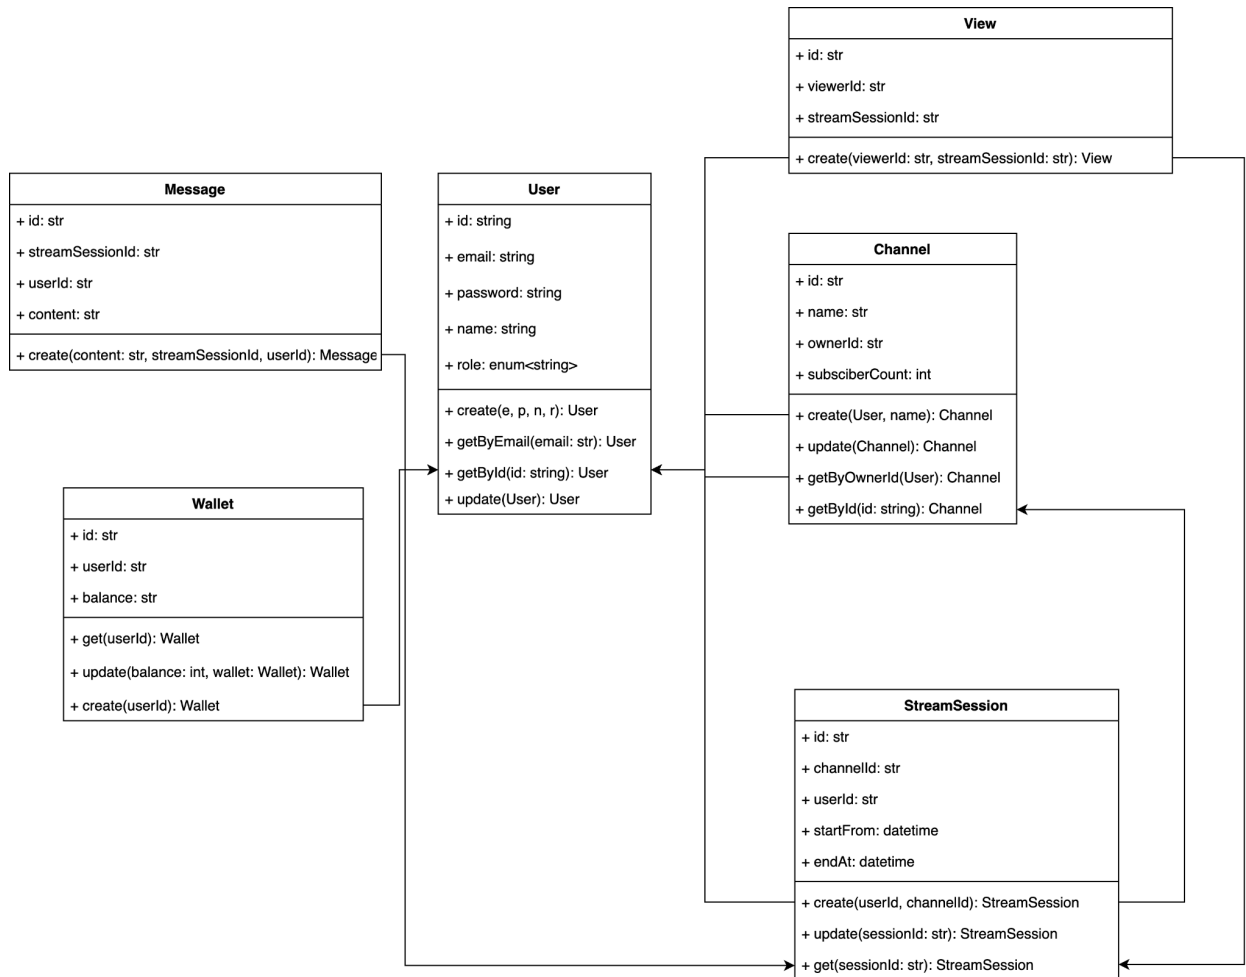 View
+ id: str
+ viewerId: str
+ streamSessionId: str
+ create(viewerId: str, streamSessionId: str): View
Message
+ id: str
+ streamSessionId: str
+ userId: str
+ content: str
+ create(content: str, streamSessionId, userId): Message
User
+ id: string
+ email: string
+ password: string
+ name: string
+ role: enum<string>
+ create(e, p, n, r): User
+ getByEmail(email: str): User
+ getById(id: string): User
+ update(User): User
Channel
+ id: str
+ name: str
+ ownerId: str
+ subsciberCount: int
+ create(User, name): Channel
+ update(Channel): Channel
+ getByOwnerId(User): Channel
+ getById(id: string): Channel
Wallet
+ id: str
+ userId: str
+ balance: str
+ get(userId): Wallet
+ update(balance: int, wallet: Wallet): Wallet
+ create(userId): Wallet
StreamSession
+ id: str
+ channelId: str
+ userId: str
+ startFrom: datetime
+ endAt: datetime
+ create(userId, channelId): StreamSession
+ update(sessionId: str): StreamSession
+ get(sessionId: str): StreamSession